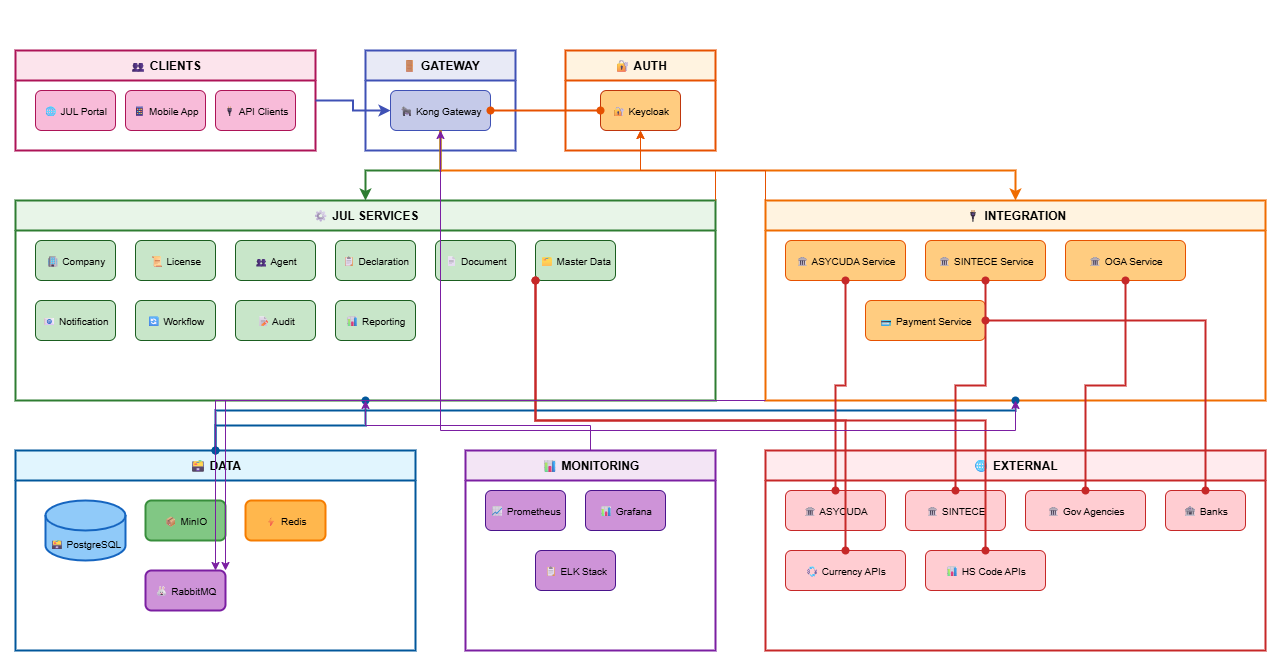 CLIENTS
GATEWAY
AUTH
JUL Portal
Mobile App
API Clients
Kong Gateway
Keycloak
JUL SERVICES
INTEGRATION
Company
License
Agent
Declaration
Document
Master Data
ASYCUDA Service
SINTECE Service
OGA Service
Notification
Workflow
Audit
Reporting
Payment Service
DATA
MONITORING
EXTERNAL
PostgreSQL
MinIO
Redis
RabbitMQ
Prometheus
Grafana
ELK Stack
ASYCUDA
SINTECE
Gov Agencies
Banks
Currency APIs
HS Code APIs